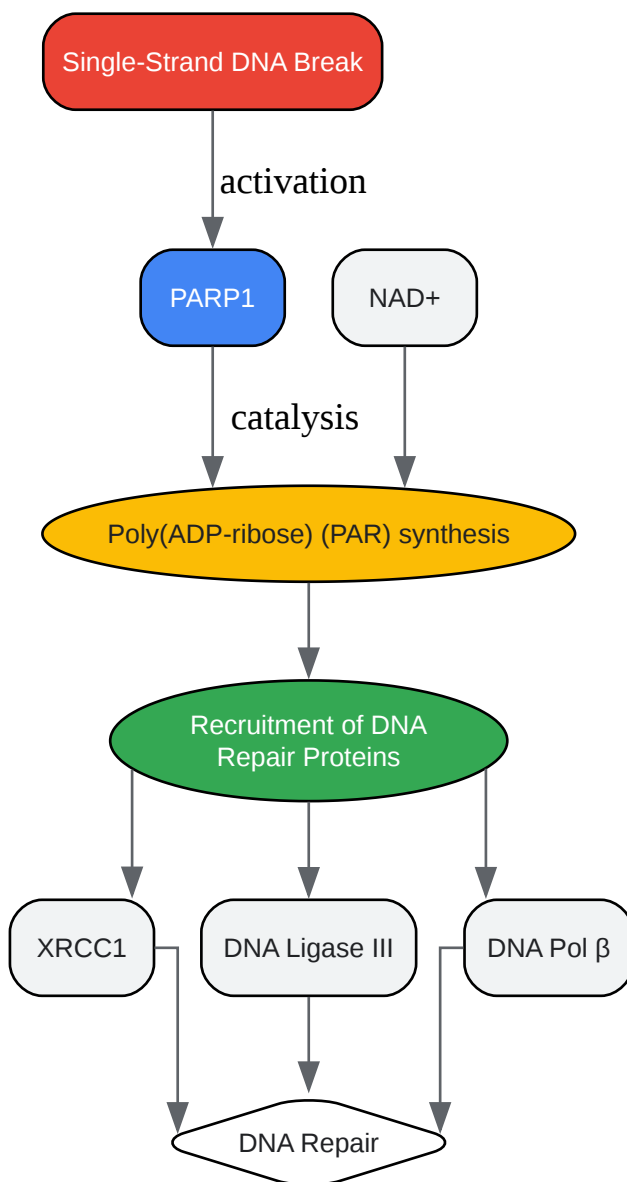 Single-Strand DNA Break
activation
PARP1
NAD+
catalysis
Poly(ADP-ribose) (PAR) synthesis
Recruitment of DNA
Repair Proteins
XRCC1
DNA Ligase III
DNA Pol β
DNA Repair